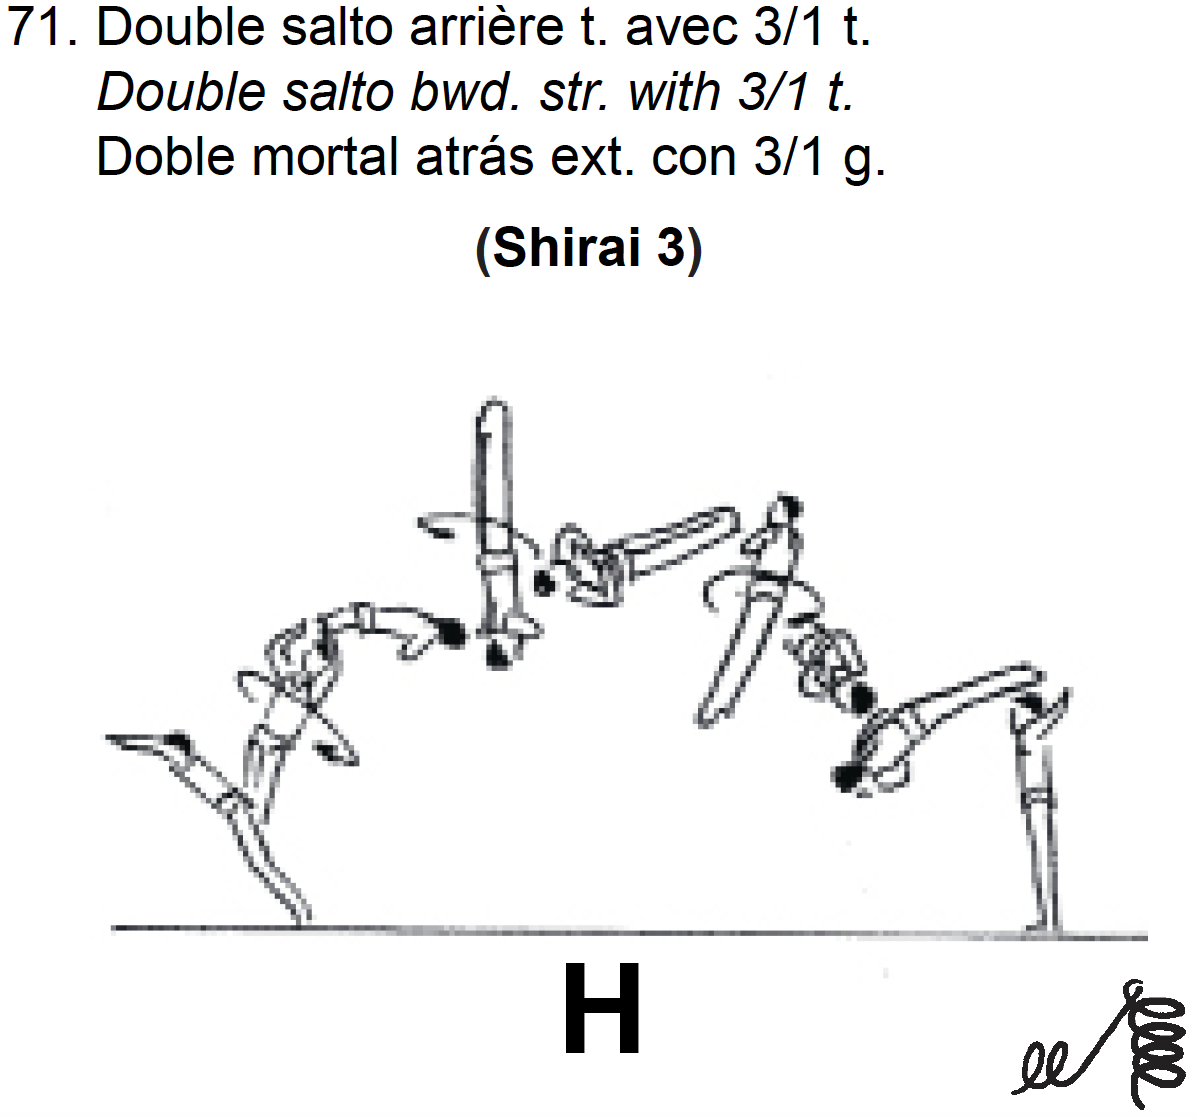 71. Double salto arrière t. avec 3/1 t.
Double salto bwd. str. with 3/1 t.
Doble mortal atrás ext. con 3/1 g.
(Shirai 3)
H